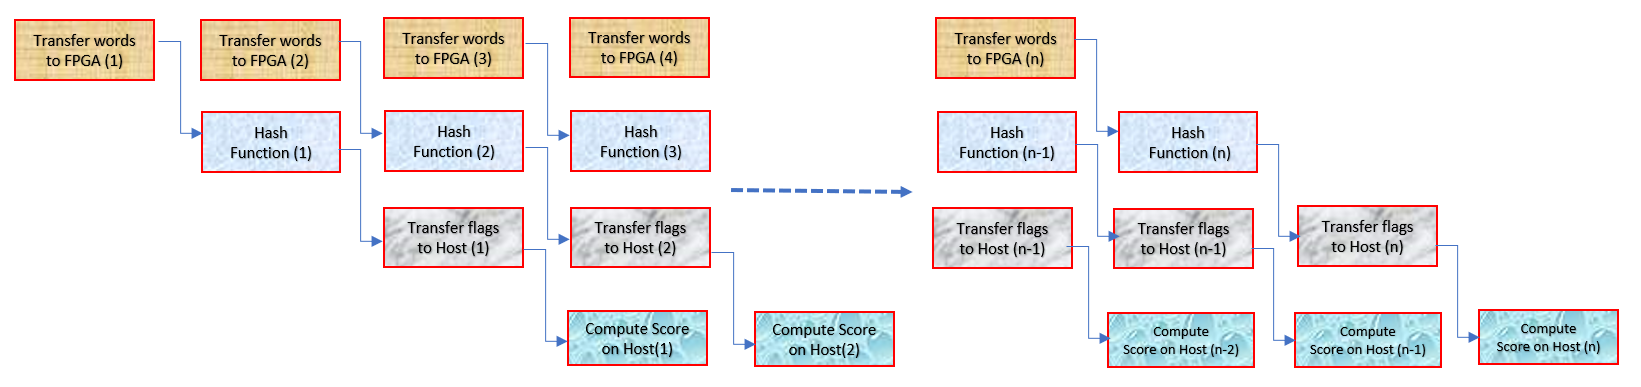 Transfer words
to FPGA (1)
Transfer words
to FPGA (2)
Transfer words
to FPGA (3)
Transfer words
to FPGA (4)
Transfer words
to FPGA (n)
Hash
Function (1)
Hash
Function (2)
Hash
Function (3)
Hash
Function (n-1)
Hash
Function (n)
Transfer flags
to Host (1)
Transfer flags
to Host (2)
Transfer flags
to Host (n-1)
Transfer flags
to Host (n-1)
Transfer flags
to Host (n)
Compute Score
on Host(1)
Compute Score
on Host(2)
Compute
Score on Host (n-2)
Compute
Score on Host (n-1)
Compute
Score on Host (n)